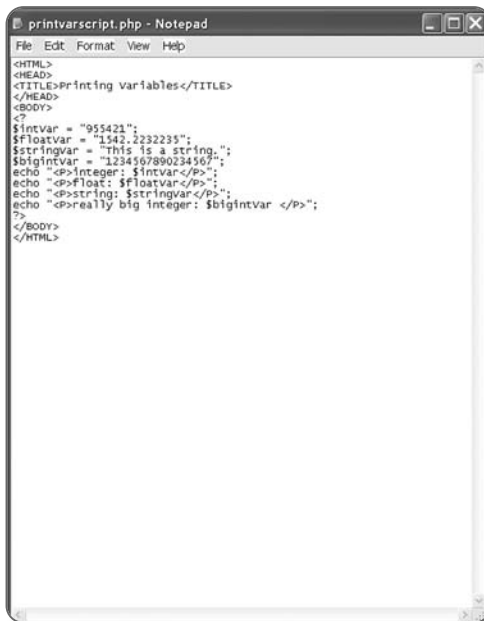 printvarscript.php - Notepad
File Edit Format View Help
<HTML>
<HEAD>
<TITLE>Printing Variables</TITLE>
</HEAD>
<BODY>
<?
$intVar = "955421";
$floatVar = "1542.2232235";
$stringVar = "This is a string.";
$bigintVar = "1234567890234567";
echo "<P>integer: $intVar</P>";
echo "<P>float: $floatVar</P>";
echo "<P>string: $stringVar</P>";
echo "<P>really big integer: $bigintVar </P>";
?>
</BODY>
</HTML>